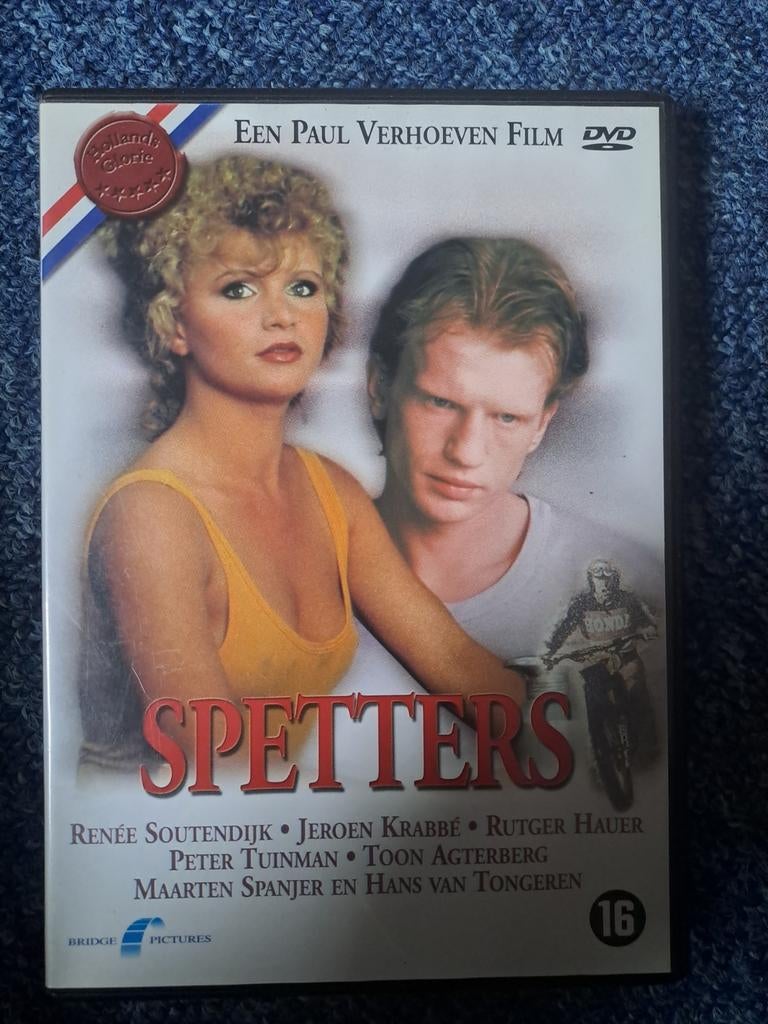 Hollands
Glorie
EEN PAUL VERHOEVEN FILM
DVD
HONDA
SPETTERS
RENÉE SOUTENDIJK • JEROEN KRABBÉ • RUTGER HAUER
PETER TUINMAN • TOON AGTERBERG
MAARTEN SPANJER EN HANS VAN TONGEREN
16
BRIDGE PICTURES